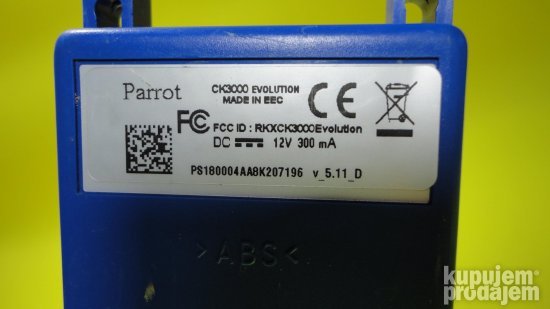 Parrot
CK3000 EVOLUTION
MADE IN EEC
CE
FC
FCC ID : RKXCK3000Evolution
DC 12V 300 mA
PS180004AA8K207196 v_5.11_D
>ABS<
kupujem
prodajem